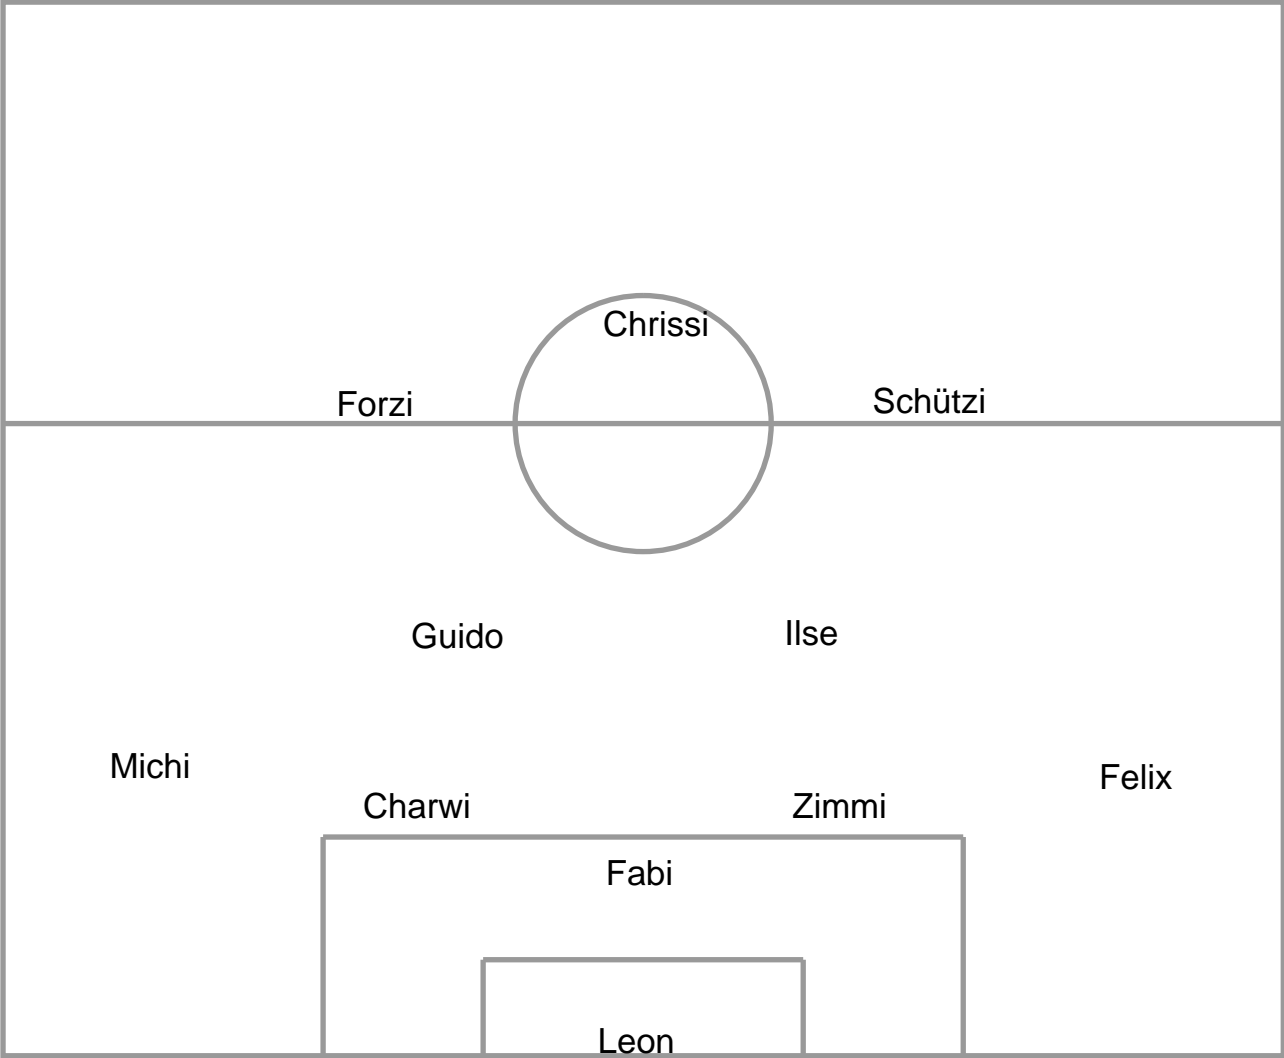 Chrissi
Forzi
Schützi
Guido
Ilse
Michi
Felix
Charwi
Zimmi
Fabi
Leon